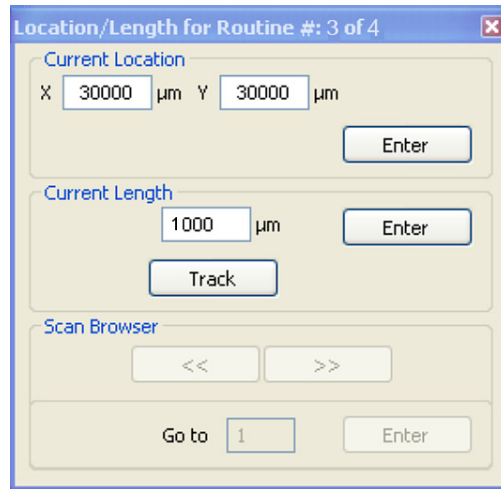 Location/Length for Routine #: 3 of 4
Current Location
X 30000 µm Y 30000 µm
Enter
Current Length
1000 µm Enter
Track
Scan Browser
<< >>
Go to 1 Enter